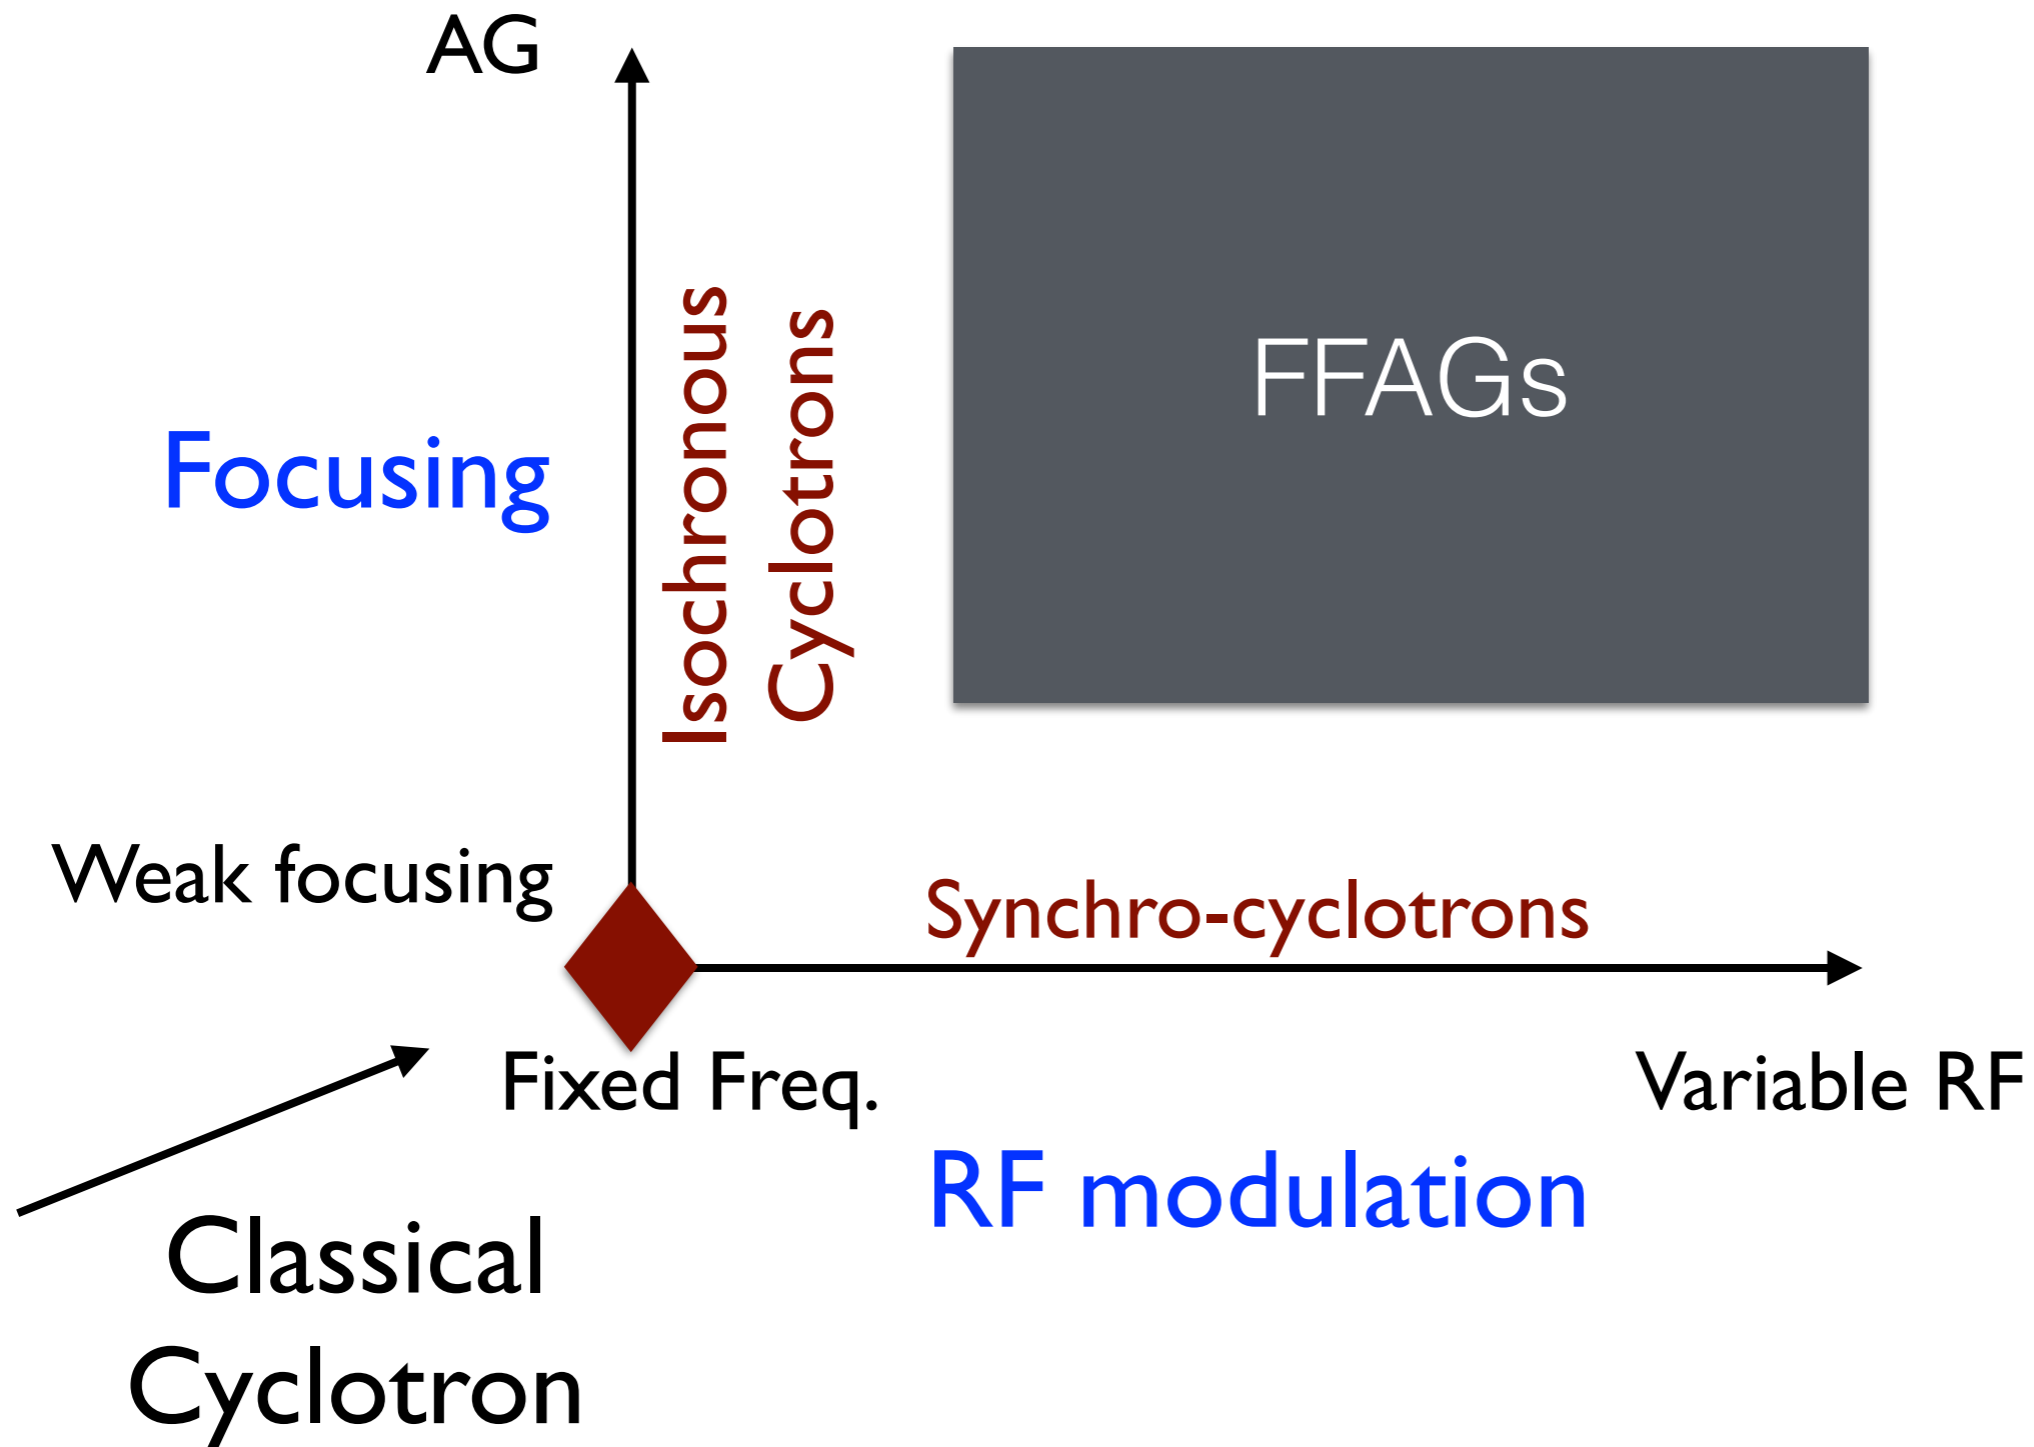 AG
Isochronous
Cyclotrons
FFAGs
Focusing
Weak focusing
Synchro-cyclotrons
Fixed Freq.
Variable RF
RF modulation
Classical
Cyclotron